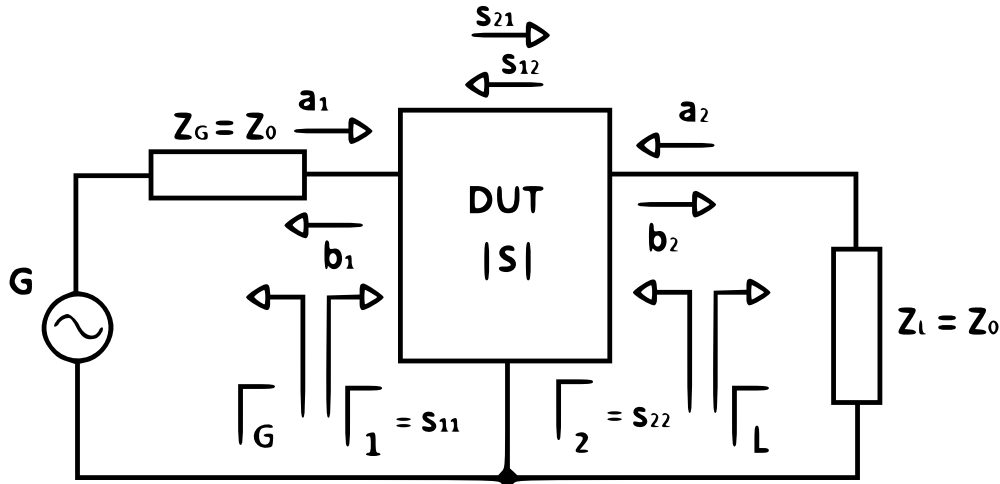 s21
s12
a1
a2
ZG = Z0
DUT
|S|
b1
b2
G
ZL = Z0
ΓG
Γ1 = s11
Γ2 = s22
ΓL